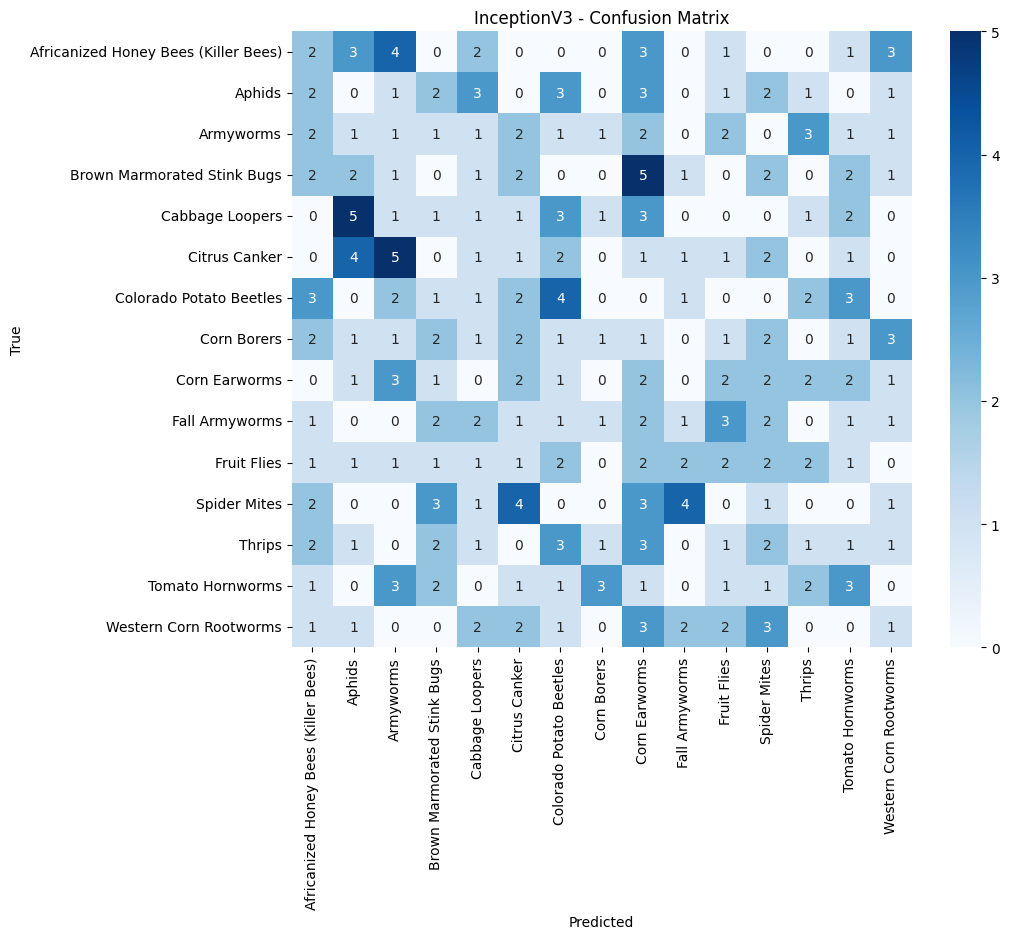 InceptionV3 - Confusion Matrix
Africanized Honey Bees (Killer Bees) 2 3 4 0 2 0 0 0 3 0 1 0 0 1 3
Aphids 2 0 1 2 3 0 3 0 3 0 1 2 1 0 1
Armyworms 2 1 1 1 1 2 1 1 2 0 2 0 3 1 1
Brown Marmorated Stink Bugs 2 2 1 0 1 2 0 0 5 1 0 2 0 2 1
Cabbage Loopers 0 5 1 1 1 1 3 1 3 0 0 0 1 2 0
Citrus Canker 0 4 5 0 1 1 2 0 1 1 1 2 0 1 0
Colorado Potato Beetles 3 0 2 1 1 2 4 0 0 1 0 0 2 3 0
Corn Borers 2 1 1 2 1 2 1 1 1 0 1 2 0 1 3
Corn Earworms 0 1 3 1 0 2 1 0 2 0 2 2 2 2 1
Fall Armyworms 1 0 0 2 2 1 1 1 2 1 3 2 0 1 1
Fruit Flies 1 1 1 1 1 1 2 0 2 2 2 2 2 1 0
Spider Mites 2 0 0 3 1 4 0 0 3 4 0 1 0 0 1
Thrips 2 1 0 2 1 0 3 1 3 0 1 2 1 1 1
Tomato Hornworms 1 0 3 2 0 1 1 3 1 0 1 1 2 3 0
Western Corn Rootworms 1 1 0 0 2 2 1 0 3 2 2 3 0 0 1
True
Africanized Honey Bees (Killer Bees)
Aphids
Armyworms
Brown Marmorated Stink Bugs
Cabbage Loopers
Citrus Canker
Colorado Potato Beetles
Corn Borers
Corn Earworms
Fall Armyworms
Fruit Flies
Spider Mites
Thrips
Tomato Hornworms
Western Corn Rootworms
Predicted
5
4
3
2
1
0